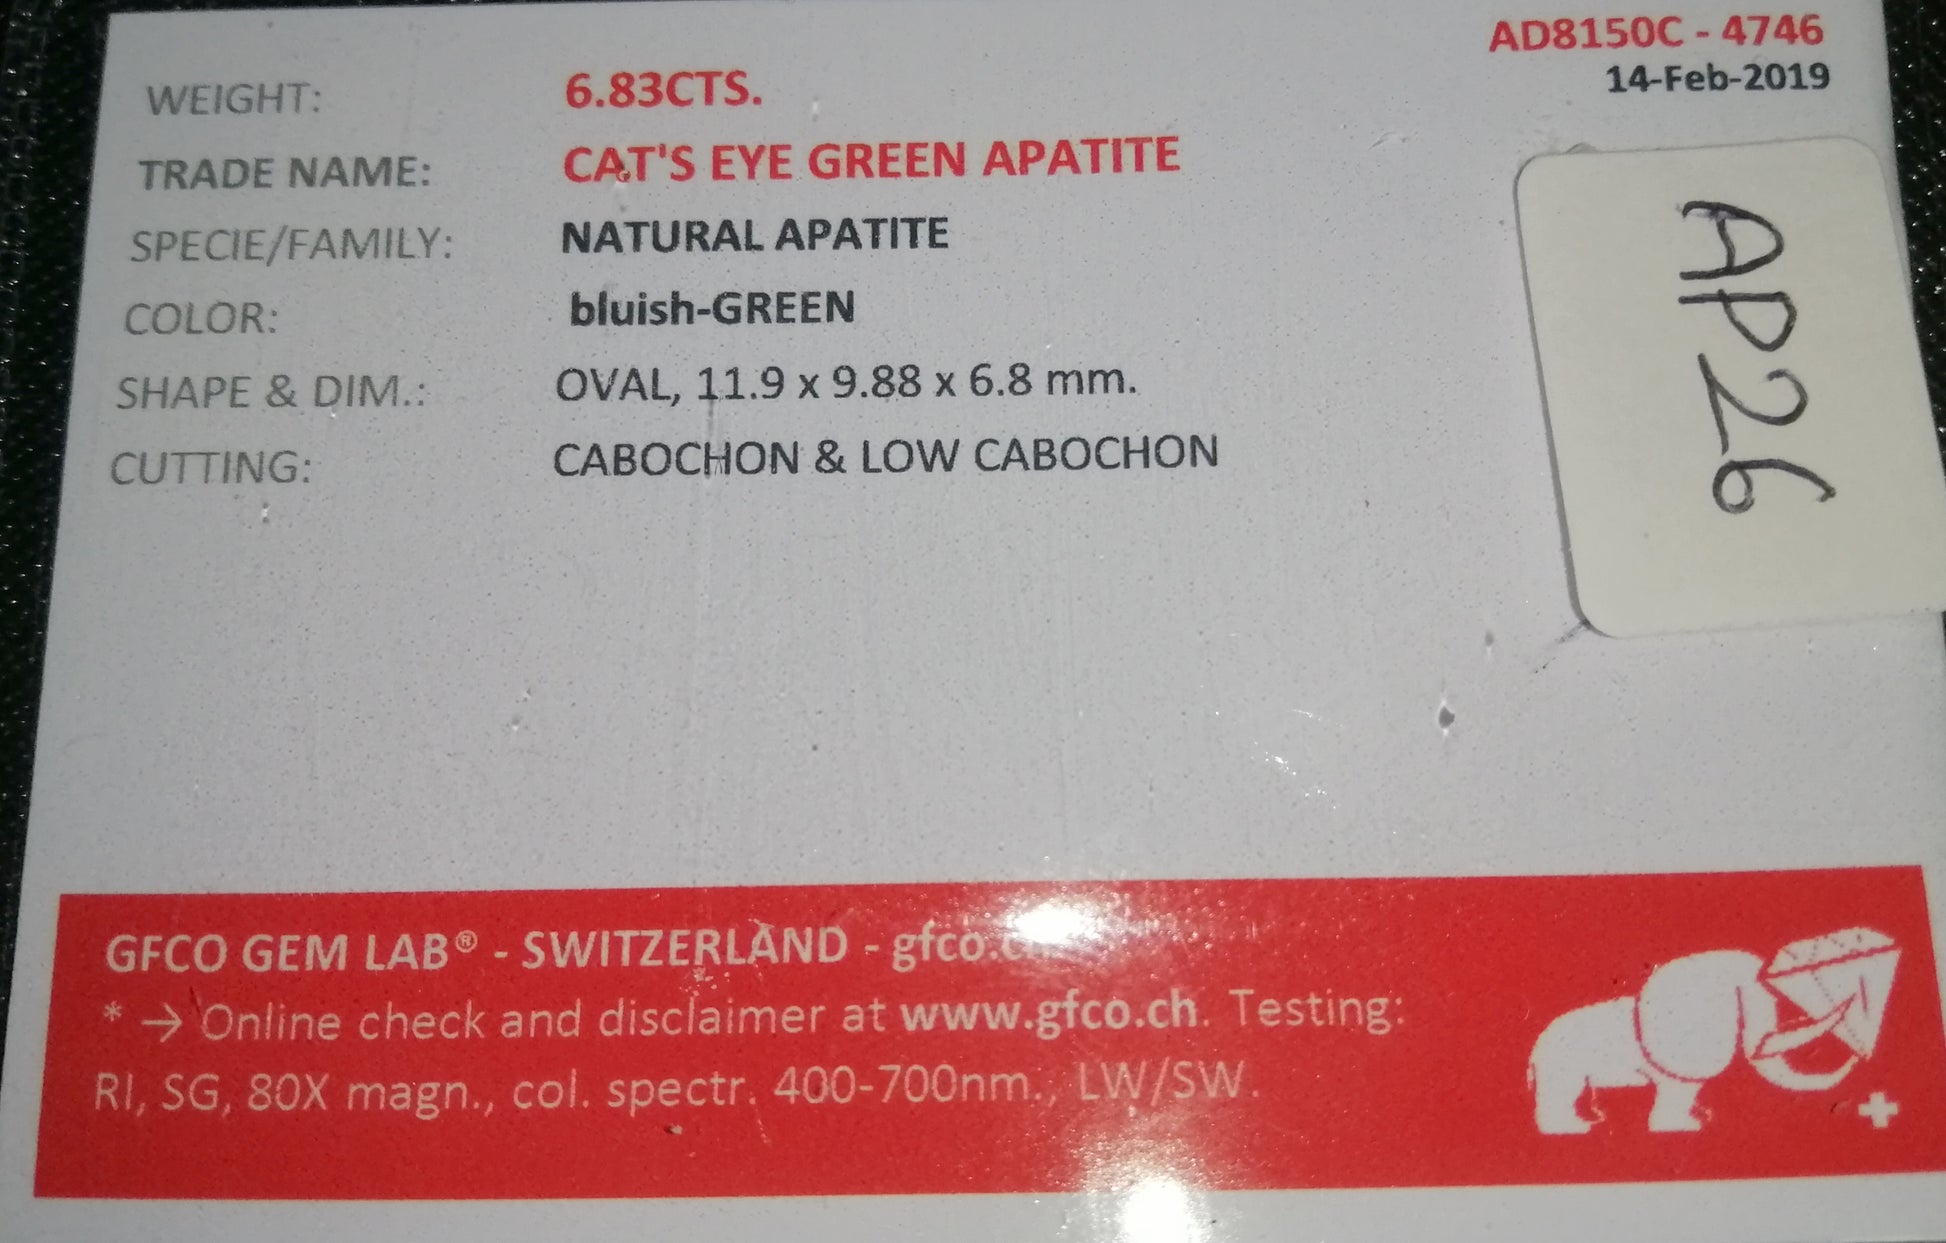 AD8150C - 4746
14-Feb-2019
WEIGHT: 6.83CTS.
TRADE NAME: CAT'S EYE GREEN APATITE
SPECIE/FAMILY: NATURAL APATITE
COLOR: bluish-GREEN
SHAPE & DIM.: OVAL, 11.9 x 9.88 x 6.8 mm.
CUTTING: CABOCHON & LOW CABOCHON
AP26
GFCO GEM LAB® - SWITZERLAND - gfco.ch
* → Online check and disclaimer at www.gfco.ch. Testing:
RI, SG, 80X magn., col. spectr. 400-700nm., LW/SW.